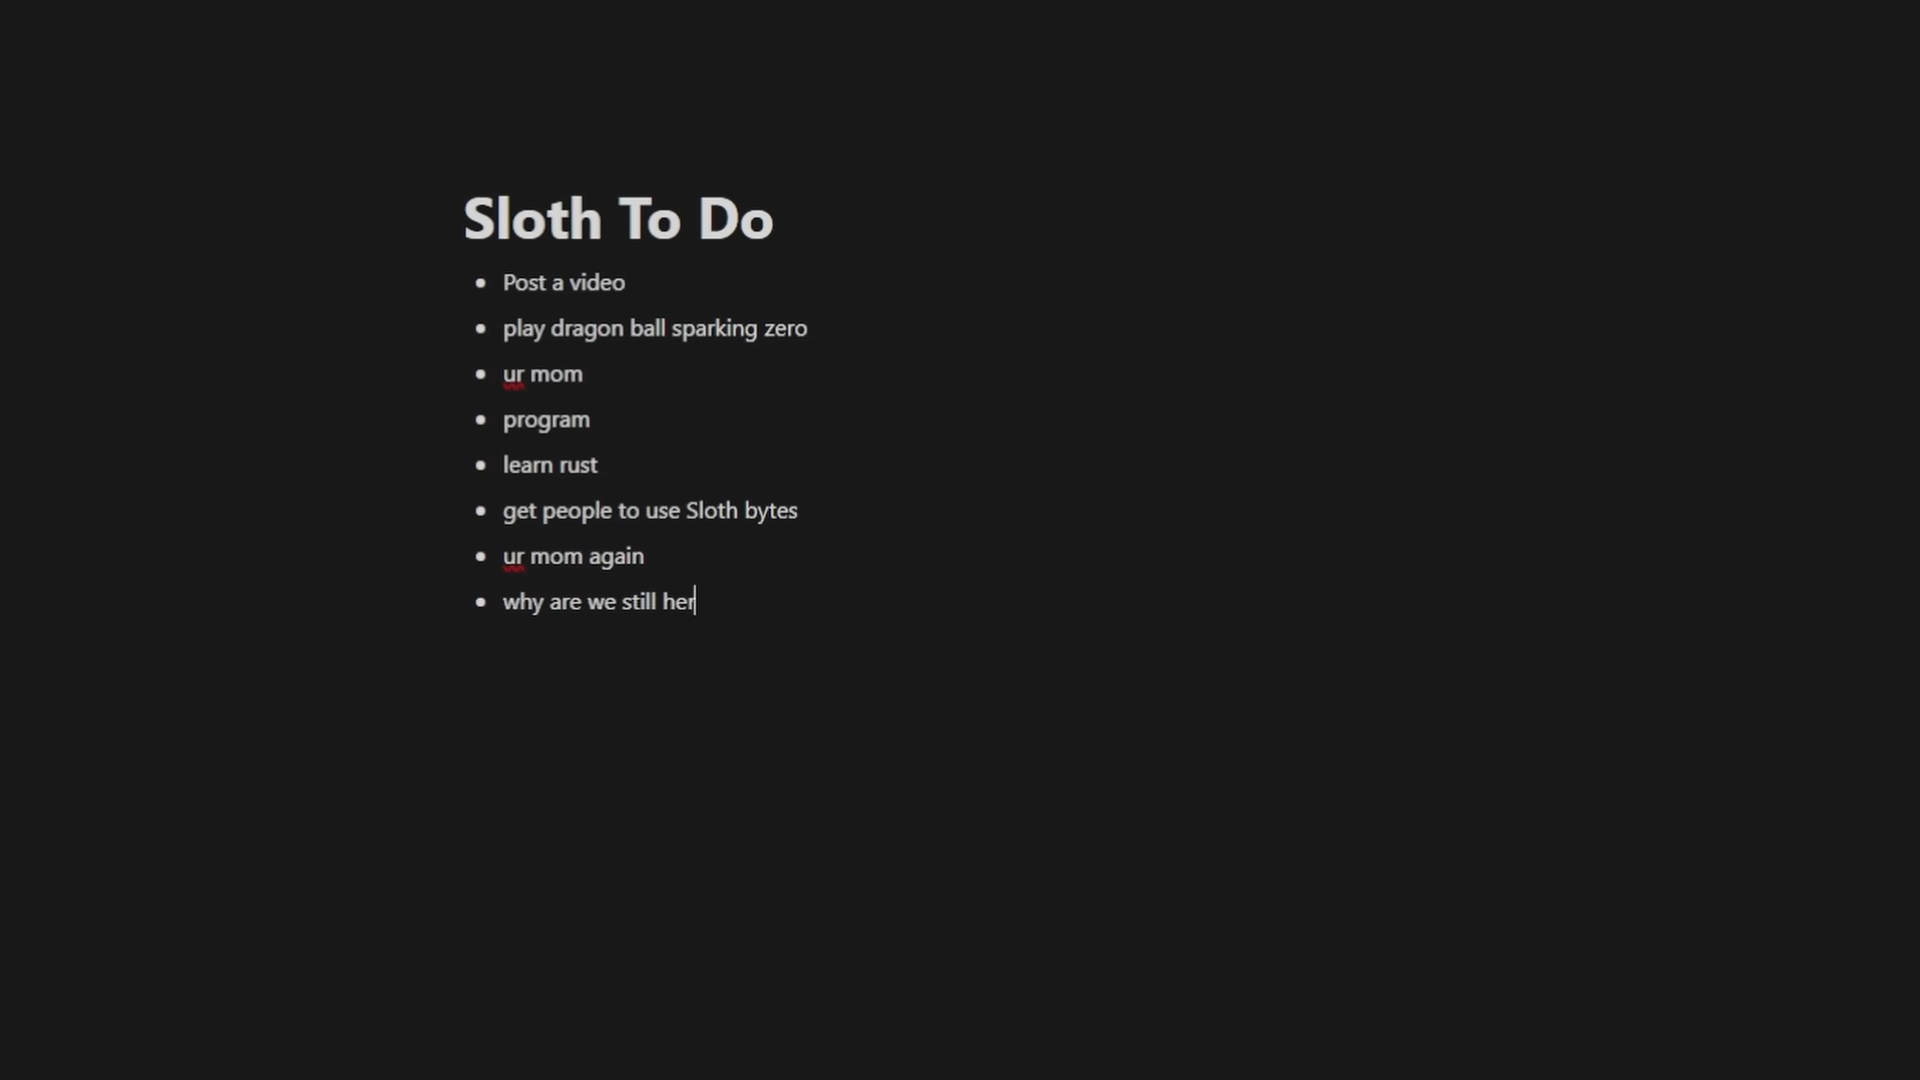 Sloth To Do
• Post a video
• play dragon ball sparking zero
• ur mom
• program
• learn rust
• get people to use Sloth bytes
• ur mom again
• why are we still her